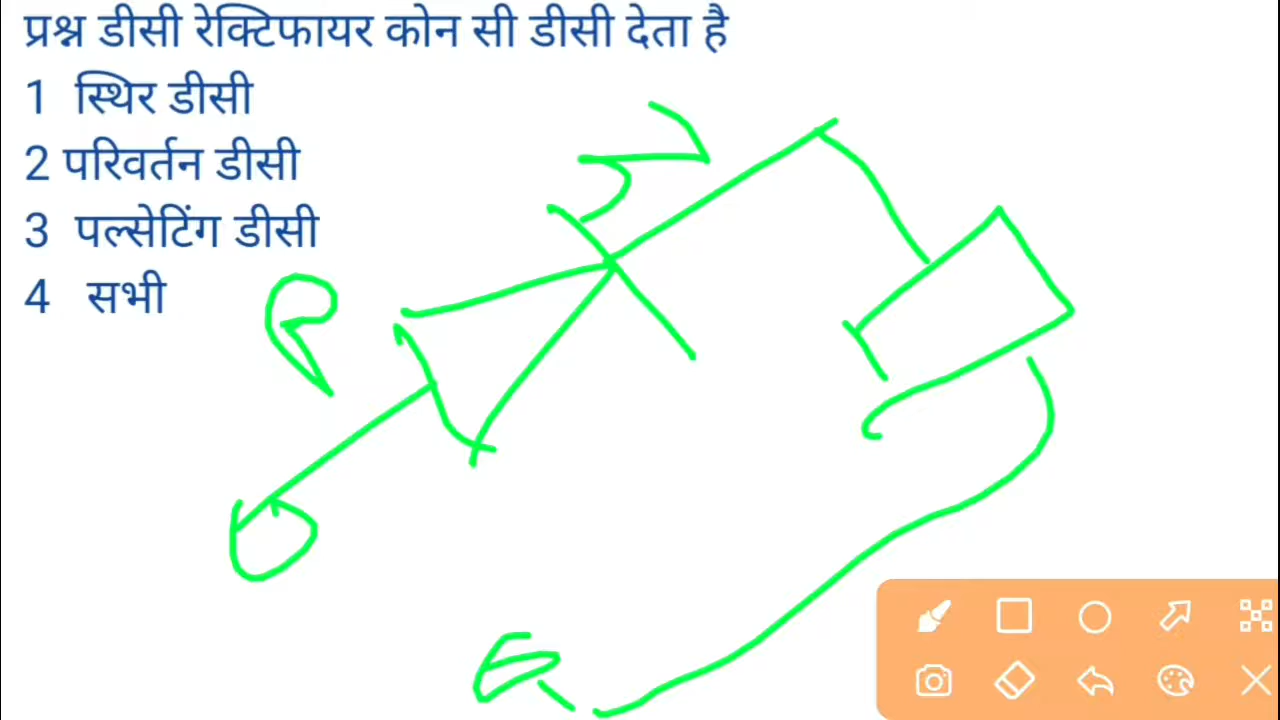 प्रश्न डीसी रेक्टिफायर कोन सी डीसी देता है
1 स्थिर डीसी
2 परिवर्तन डीसी
3 पल्सेटिंग डीसी
4 सभी